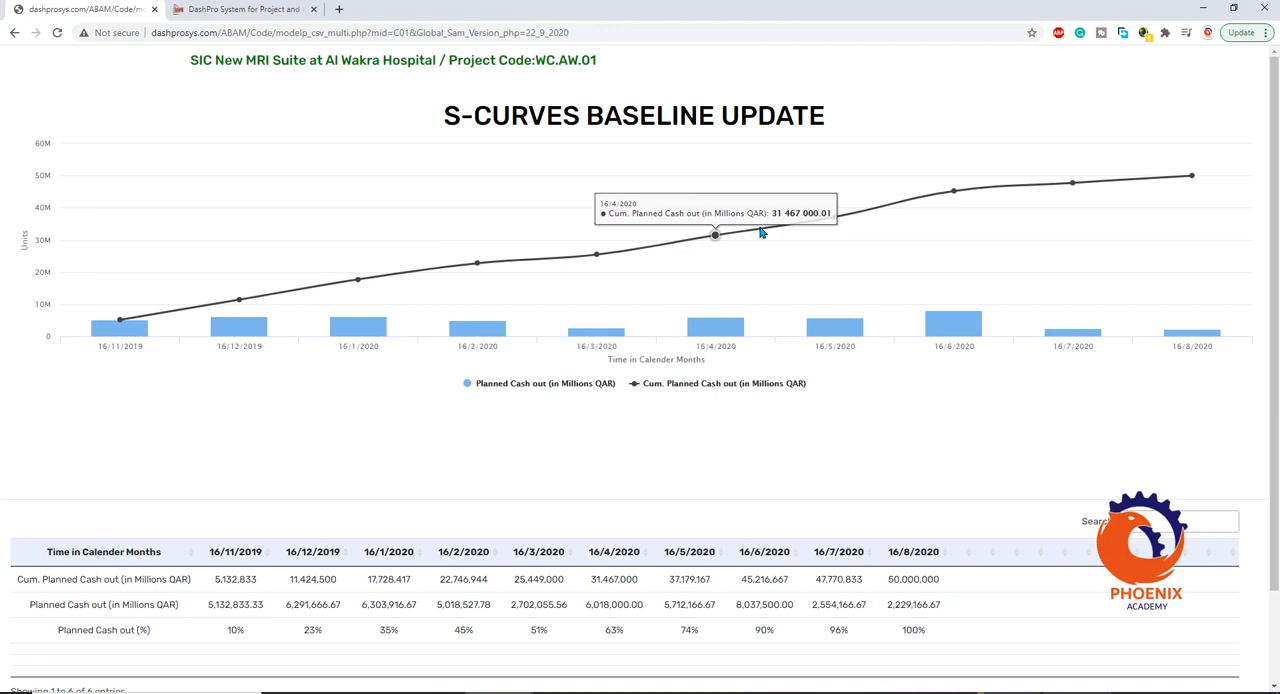 dashprosys.com/ABAM/Code/mo
DashPro System for Project and
Not secure
dashprosys.com/ABAM/Code/modelp_csv_multi.php?mid=C01&Global_Sam_Version_php=22_9_2020
ABP
Update
SIC New MRI Suite at Al Wakra Hospital / Project Code:WC.AW.01
S-CURVES BASELINE UPDATE
60M
50M
40M
30M
20M
10M
0
Units
16/4/2020
Cum. Planned Cash out (in Millions QAR): 31 467 000.01
16/11/2019 16/12/2019 16/1/2020 16/2/2020 16/3/2020 16/4/2020 16/5/2020 16/6/2020 16/7/2020 16/8/2020
Time in Calender Months
Planned Cash out (in Millions QAR) Cum. Planned Cash out (in Millions QAR)
Search
Time in Calender Months 16/11/2019 16/12/2019 16/1/2020 16/2/2020 16/3/2020 16/4/2020 16/5/2020 16/6/2020 16/7/2020 16/8/2020
Cum. Planned Cash out (in Millions QAR) 5,132,833 11,424,500 17,728,417 22,746,944 25,449,000 31,467,000 37,179,167 45,216,667 47,770,833 50,000,000
Planned Cash out (in Millions QAR) 5,132,833.33 6,291,666.67 6,303,916.67 5,018,527.78 2,702,055.56 6,018,000.00 5,712,166.67 8,037,500.00 2,554,166.67 2,229,166.67
Planned Cash out (%) 10% 23% 35% 45% 51% 63% 74% 90% 96% 100%
PHOENIX
ACADEMY
Showing 1 to 6 of 6 entries